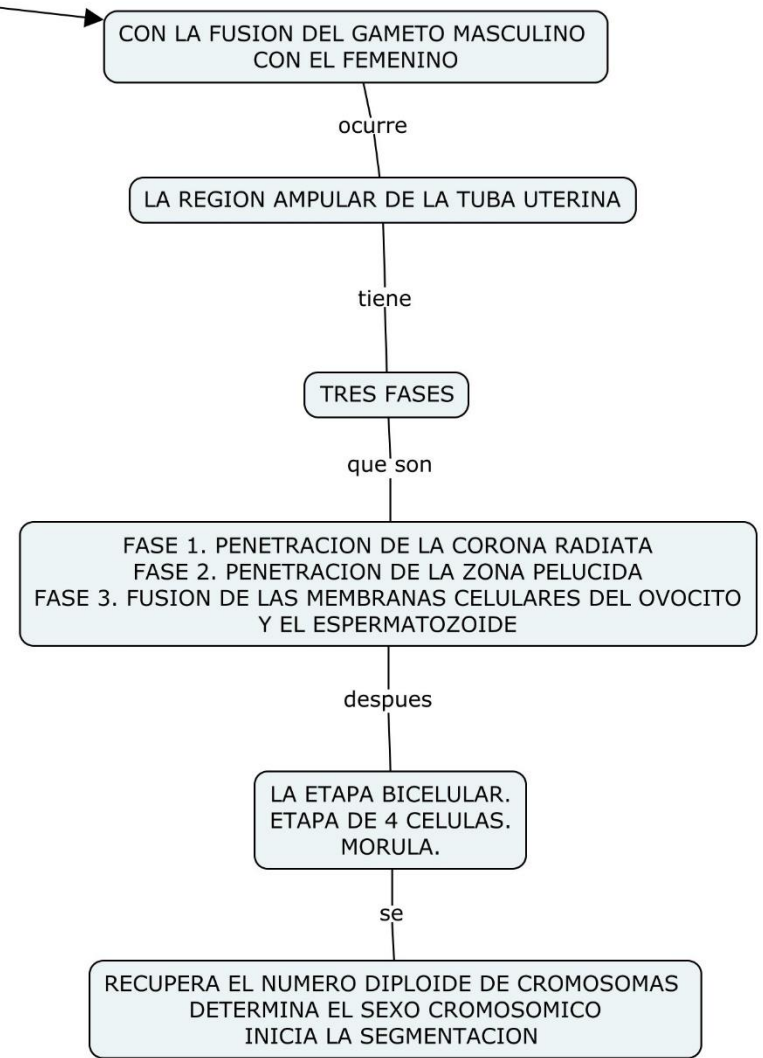 CON LA FUSION DEL GAMETO MASCULINO
CON EL FEMENINO
ocurre
LA REGION AMPULAR DE LA TUBA UTERINA
tiene
TRES FASES
que son
FASE 1. PENETRACION DE LA CORONA RADIATA
FASE 2. PENETRACION DE LA ZONA PELUCIDA
FASE 3. FUSION DE LAS MEMBRANAS CELULARES DEL OVOCITO
Y EL ESPERMATOZOIDE
despues
LA ETAPA BICELULAR.
ETAPA DE 4 CELULAS.
MORULA.
se
RECUPERA EL NUMERO DIPLOIDE DE CROMOSOMAS
DETERMINA EL SEXO CROMOSOMICO
INICIA LA SEGMENTACION